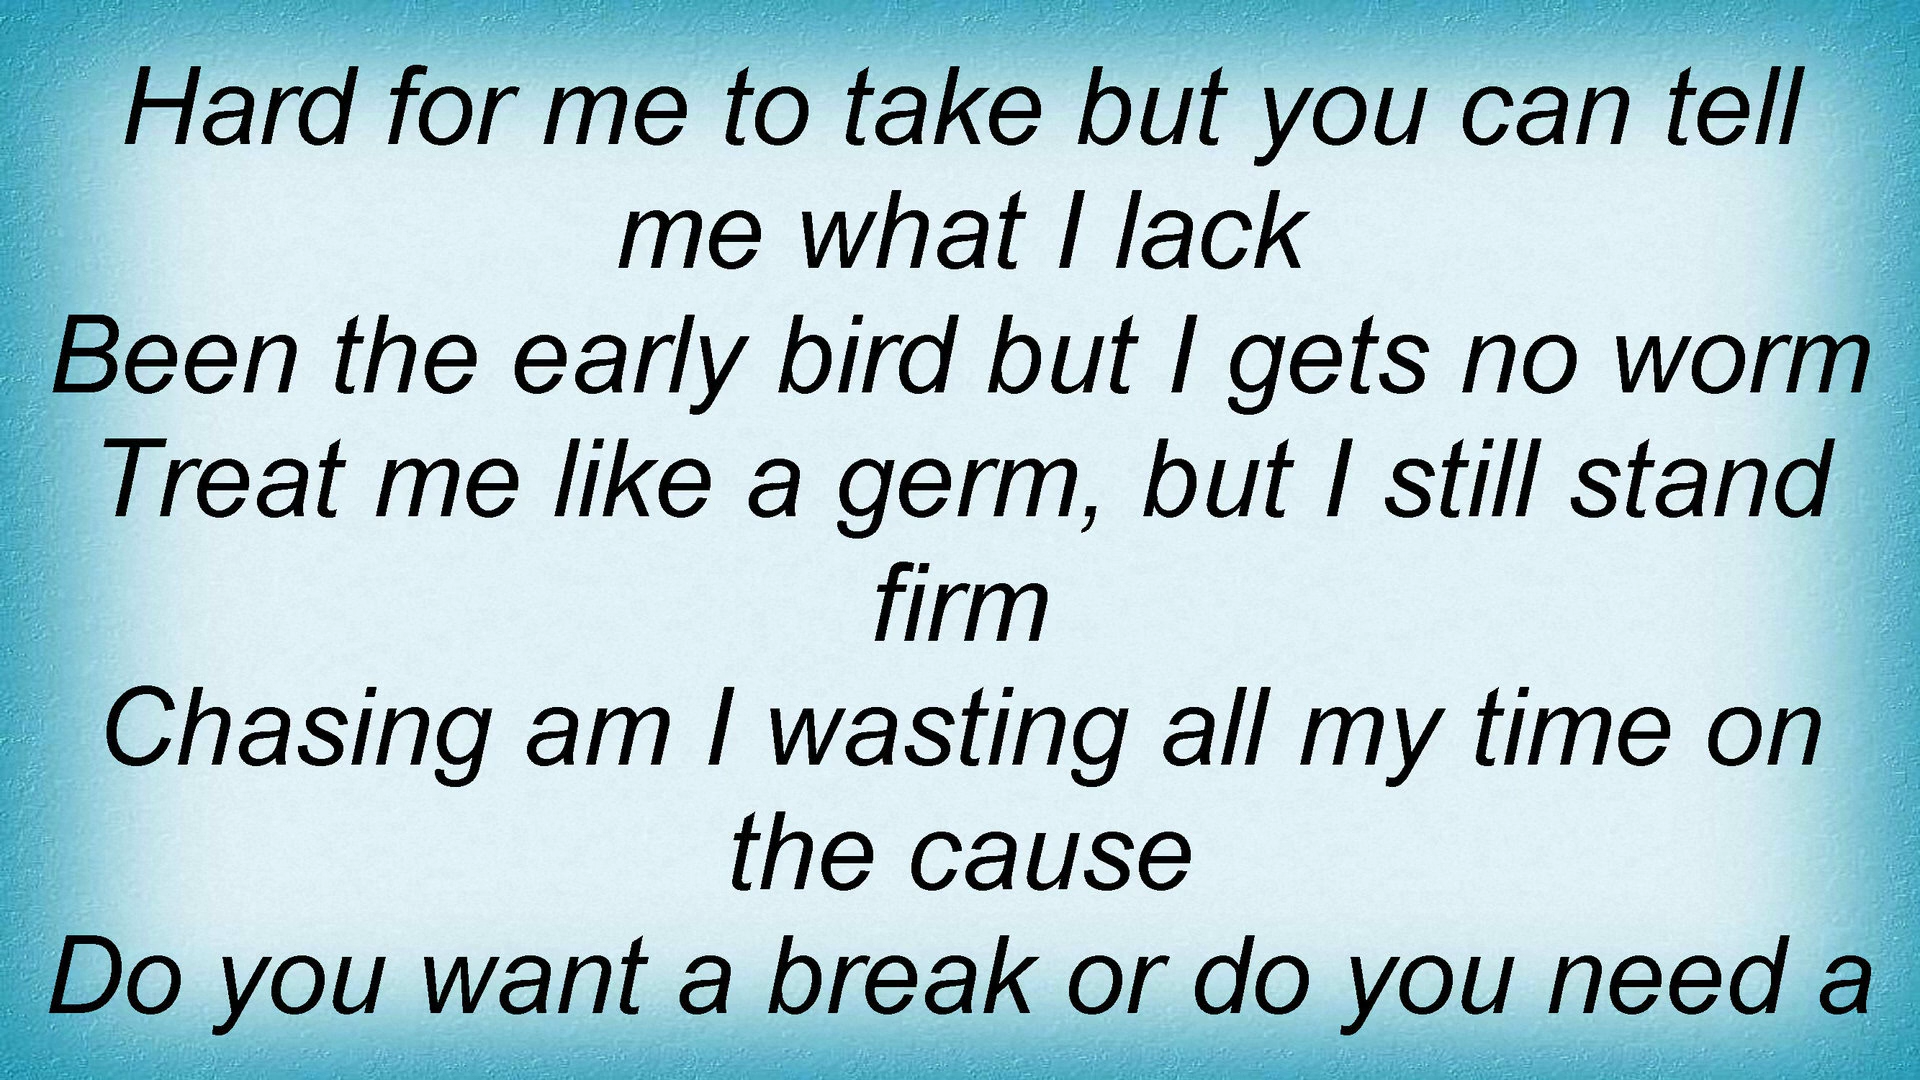 Hard for me to take but you can tell
me what I lack
Been the early bird but I gets no worm
Treat me like a germ, but I still stand
firm
Chasing am I wasting all my time on
the cause
Do you want a break or do you need a